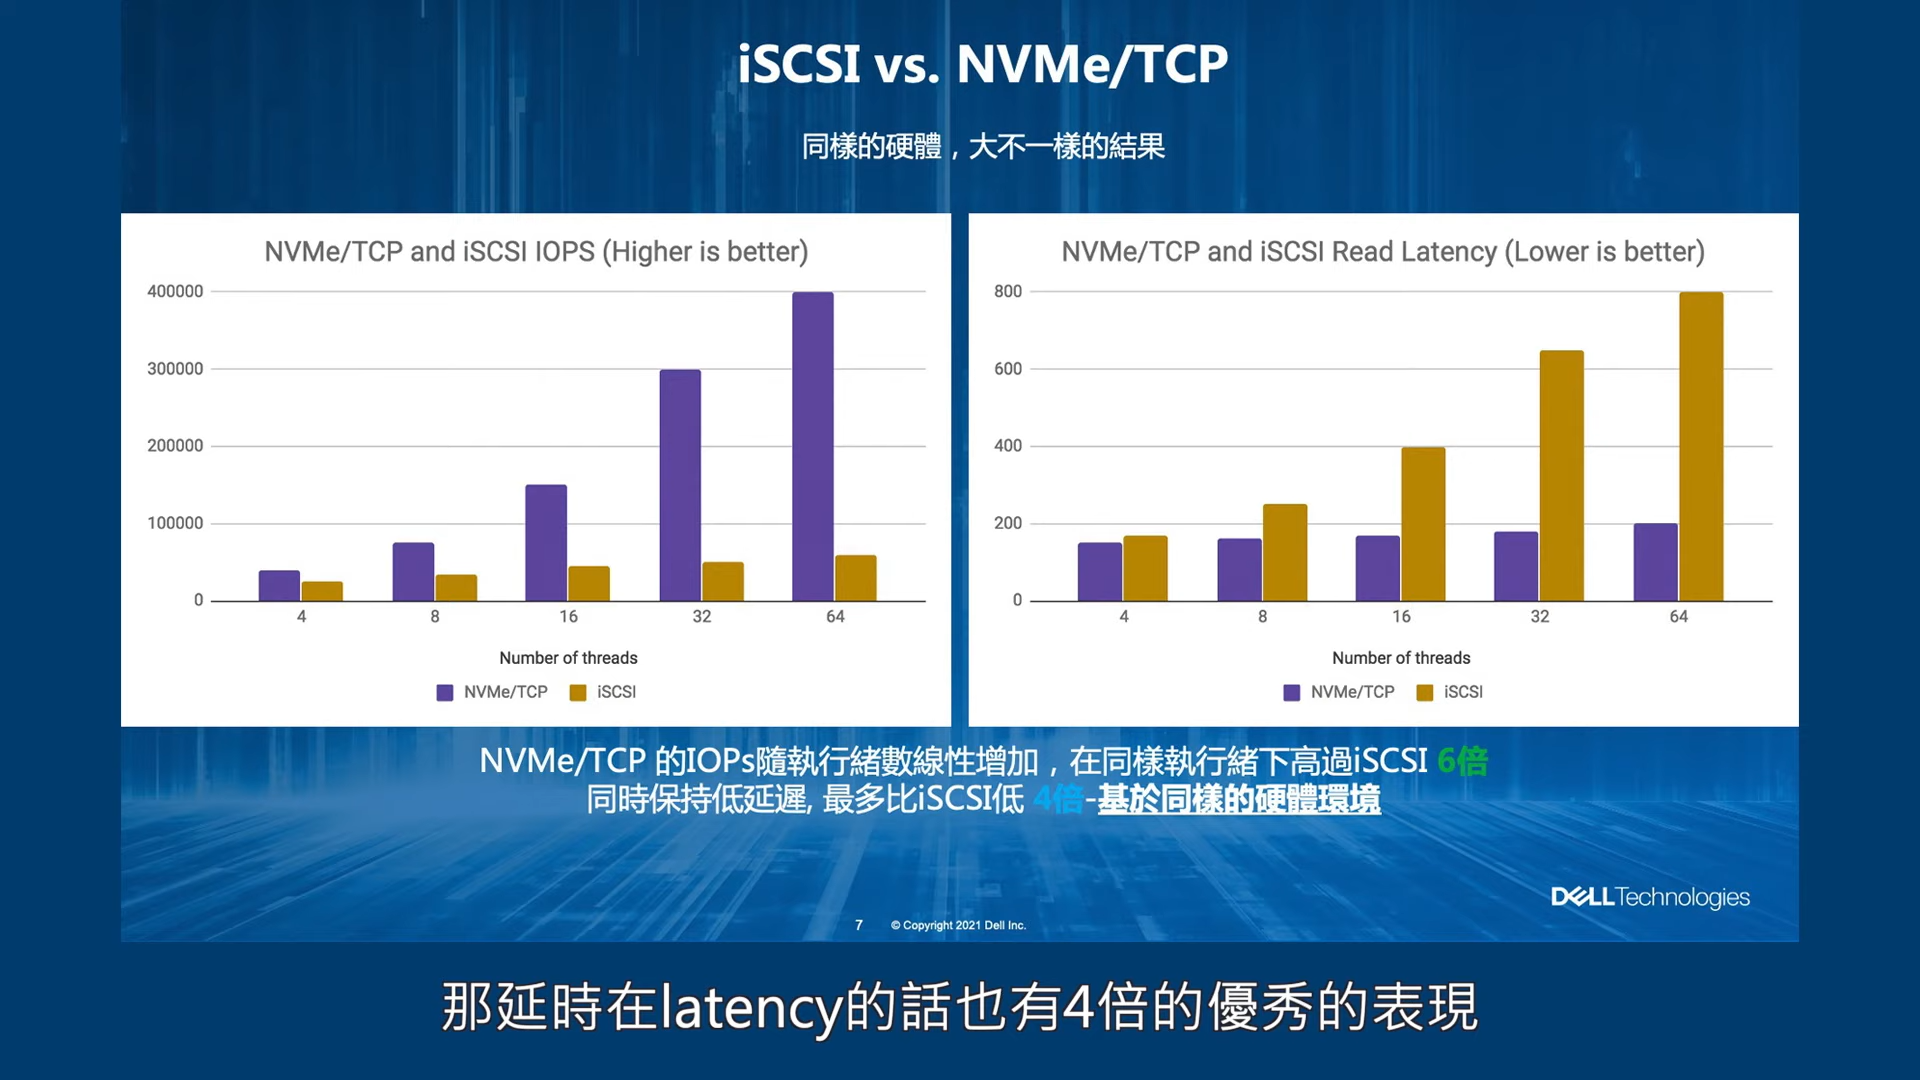 iSCSI vs. NVMe/TCP
同樣的硬體，大不一樣的結果
NVMe/TCP and iSCSI IOPS (Higher is better)
400000
300000
200000
100000
0
4 8 16 32 64
Number of threads
NVMe/TCP iSCSI
NVMe/TCP and iSCSI Read Latency (Lower is better)
800
600
400
200
0
4 8 16 32 64
Number of threads
NVMe/TCP iSCSI
NVMe/TCP 的IOPs隨執行緒數線性增加，在同樣執行緒下高過iSCSI 6倍
同時保持低延遲, 最多比iSCSI低 4倍-基於同樣的硬體環境
DELLTechnologies
7 © Copyright 2021 Dell Inc.
那延時在latency的話也有4倍的優秀的表現